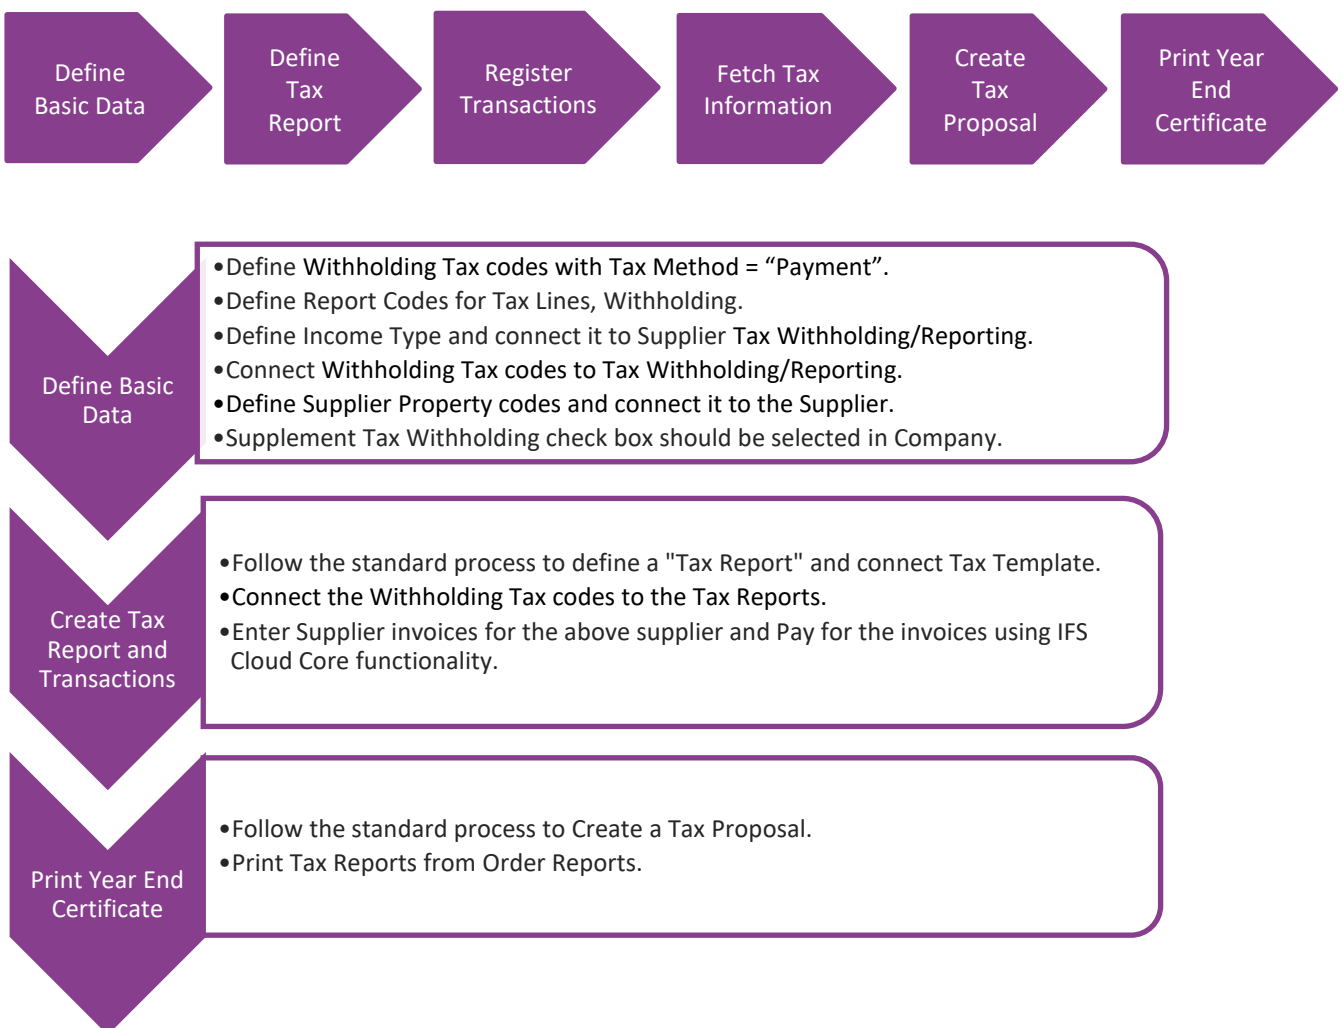 Define
Basic Data
Define
Tax
Report
Register
Transactions
Fetch Tax
Information
Create
Tax
Proposal
Print Year
End
Certificate
Define Basic
Data
•Define Withholding Tax codes with Tax Method = “Payment”.
•Define Report Codes for Tax Lines, Withholding.
•Define Income Type and connect it to Supplier Tax Withholding/Reporting.
•Connect Withholding Tax codes to Tax Withholding/Reporting.
•Define Supplier Property codes and connect it to the Supplier.
•Supplement Tax Withholding check box should be selected in Company.
Create Tax
Report and
Transactions
•Follow the standard process to define a "Tax Report" and connect Tax Template.
•Connect the Withholding Tax codes to the Tax Reports.
•Enter Supplier invoices for the above supplier and Pay for the invoices using IFS
Cloud Core functionality.
Print Year End
Certificate
•Follow the standard process to Create a Tax Proposal.
•Print Tax Reports from Order Reports.